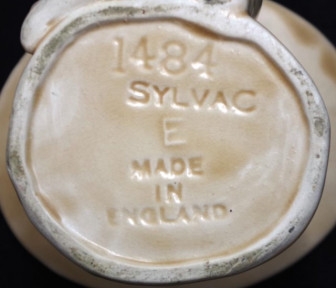 1484
SYLVAC
E
MADE
IN
ENGLAND.